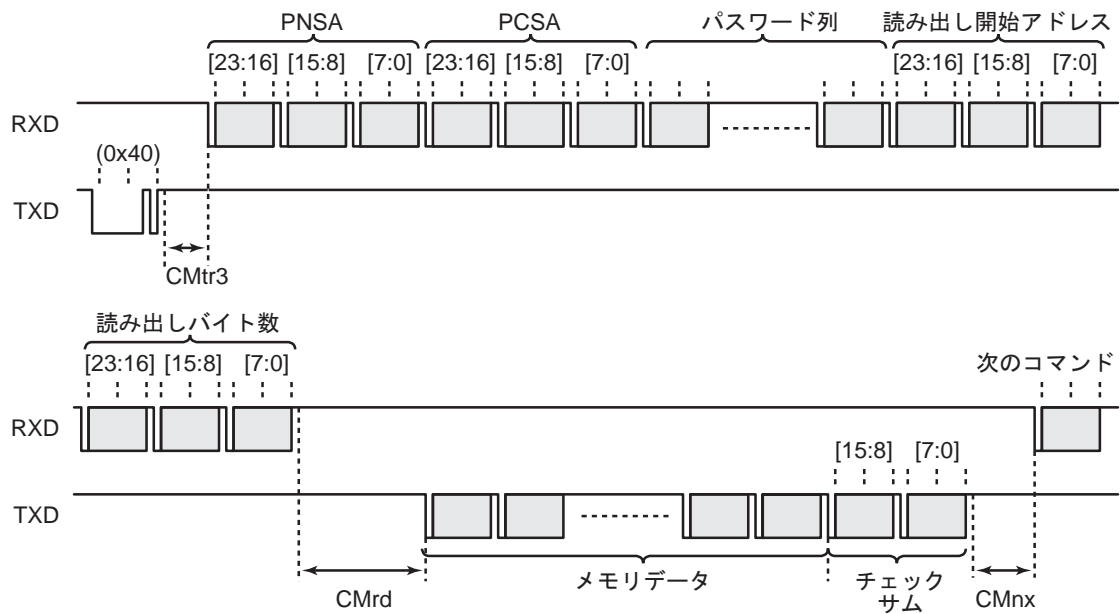 PNSA PCSA パスワード列 読み出し開始アドレス
[23:16] [15:8] [7:0] [23:16] [15:8] [7:0] [23:16] [15:8] [7:0]
RXD
(0x40)
TXD
CMtr3
読み出しバイト数
[23:16] [15:8] [7:0] 次のコマンド
RXD
[15:8] [7:0]
TXD
メモリデータ チェック
サム
CMrd CMnx